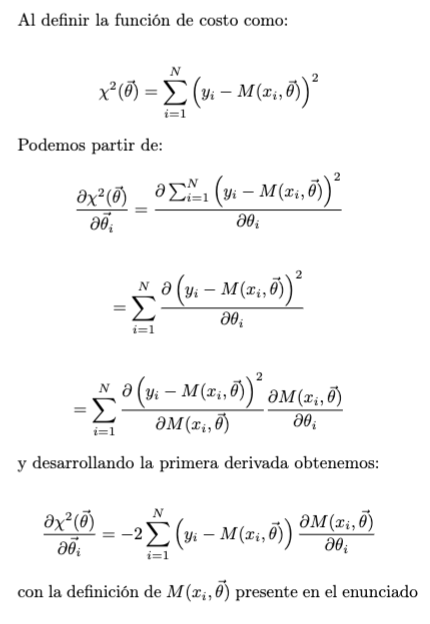 Al definir la función de costo como:
$$\chi^2(\vec{\theta}) = \sum_{i=1}^{N} \left( y_i - M(x_i, \vec{\theta}) \right)^2$$
Podemos partir de:
$$\frac{\partial \chi^2(\vec{\theta})}{\partial \vec{\theta}_i} = \frac{\partial \sum_{i=1}^{N} \left( y_i - M(x_i, \vec{\theta}) \right)^2}{\partial \theta_i}$$
$$= \sum_{i=1}^{N} \frac{\partial \left( y_i - M(x_i, \vec{\theta}) \right)^2}{\partial \theta_i}$$
$$= \sum_{i=1}^{N} \frac{\partial \left( y_i - M(x_i, \vec{\theta}) \right)^2}{\partial M(x_i, \vec{\theta})} \frac{\partial M(x_i, \vec{\theta})}{\partial \theta_i}$$
y desarrollando la primera derivada obtenemos:
$$\frac{\partial \chi^2(\vec{\theta})}{\partial \vec{\theta}_i} = -2 \sum_{i=1}^{N} \left( y_i - M(x_i, \vec{\theta}) \right) \frac{\partial M(x_i, \vec{\theta})}{\partial \theta_i}$$
con la definición de $M(x_i, \vec{\theta})$ presente en el enunciado